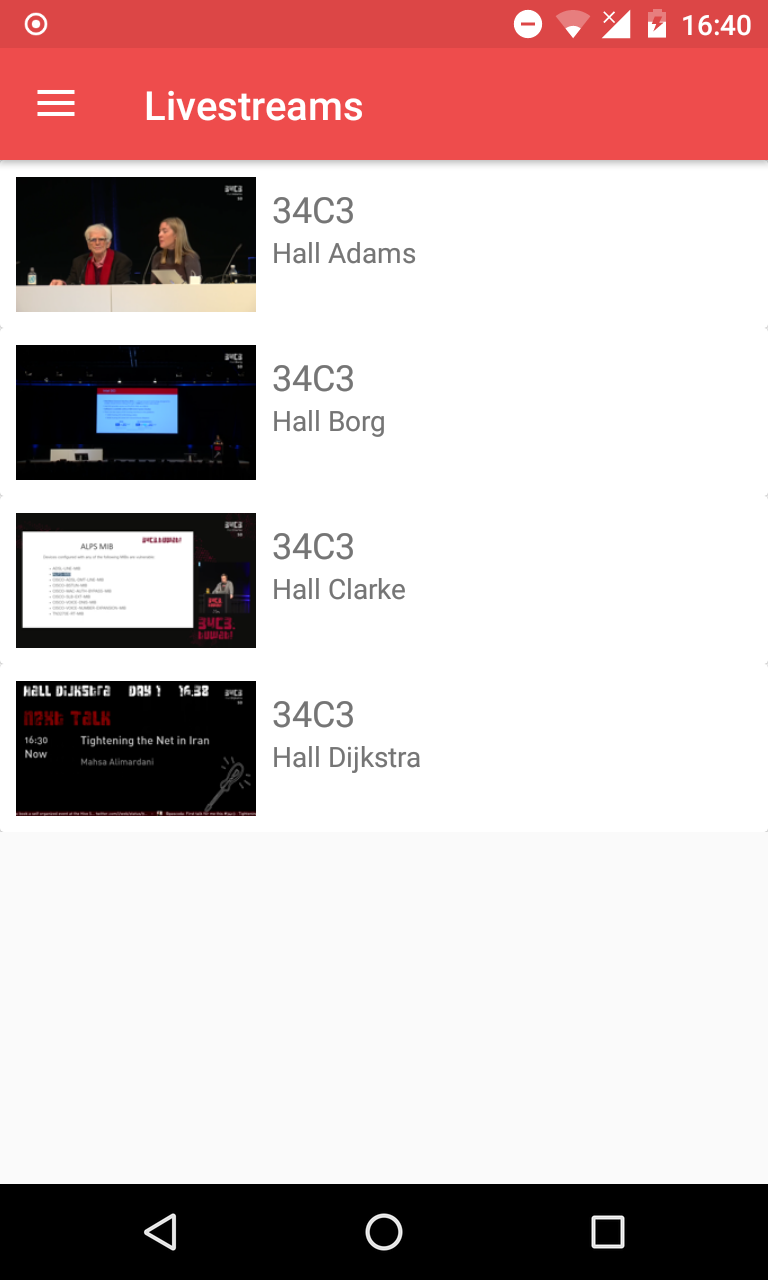 16:40
Livestreams
34C3
Hall Adams
34C3
Hall Borg
ALPS MIB
34C3
Hall Clarke
HALL DIJKSTRA DAY 1 16.38
NEXT TALK
16:30 Tightening the Net in Iran
Now
Mahsa Alimardani
34C3
Hall Dijkstra